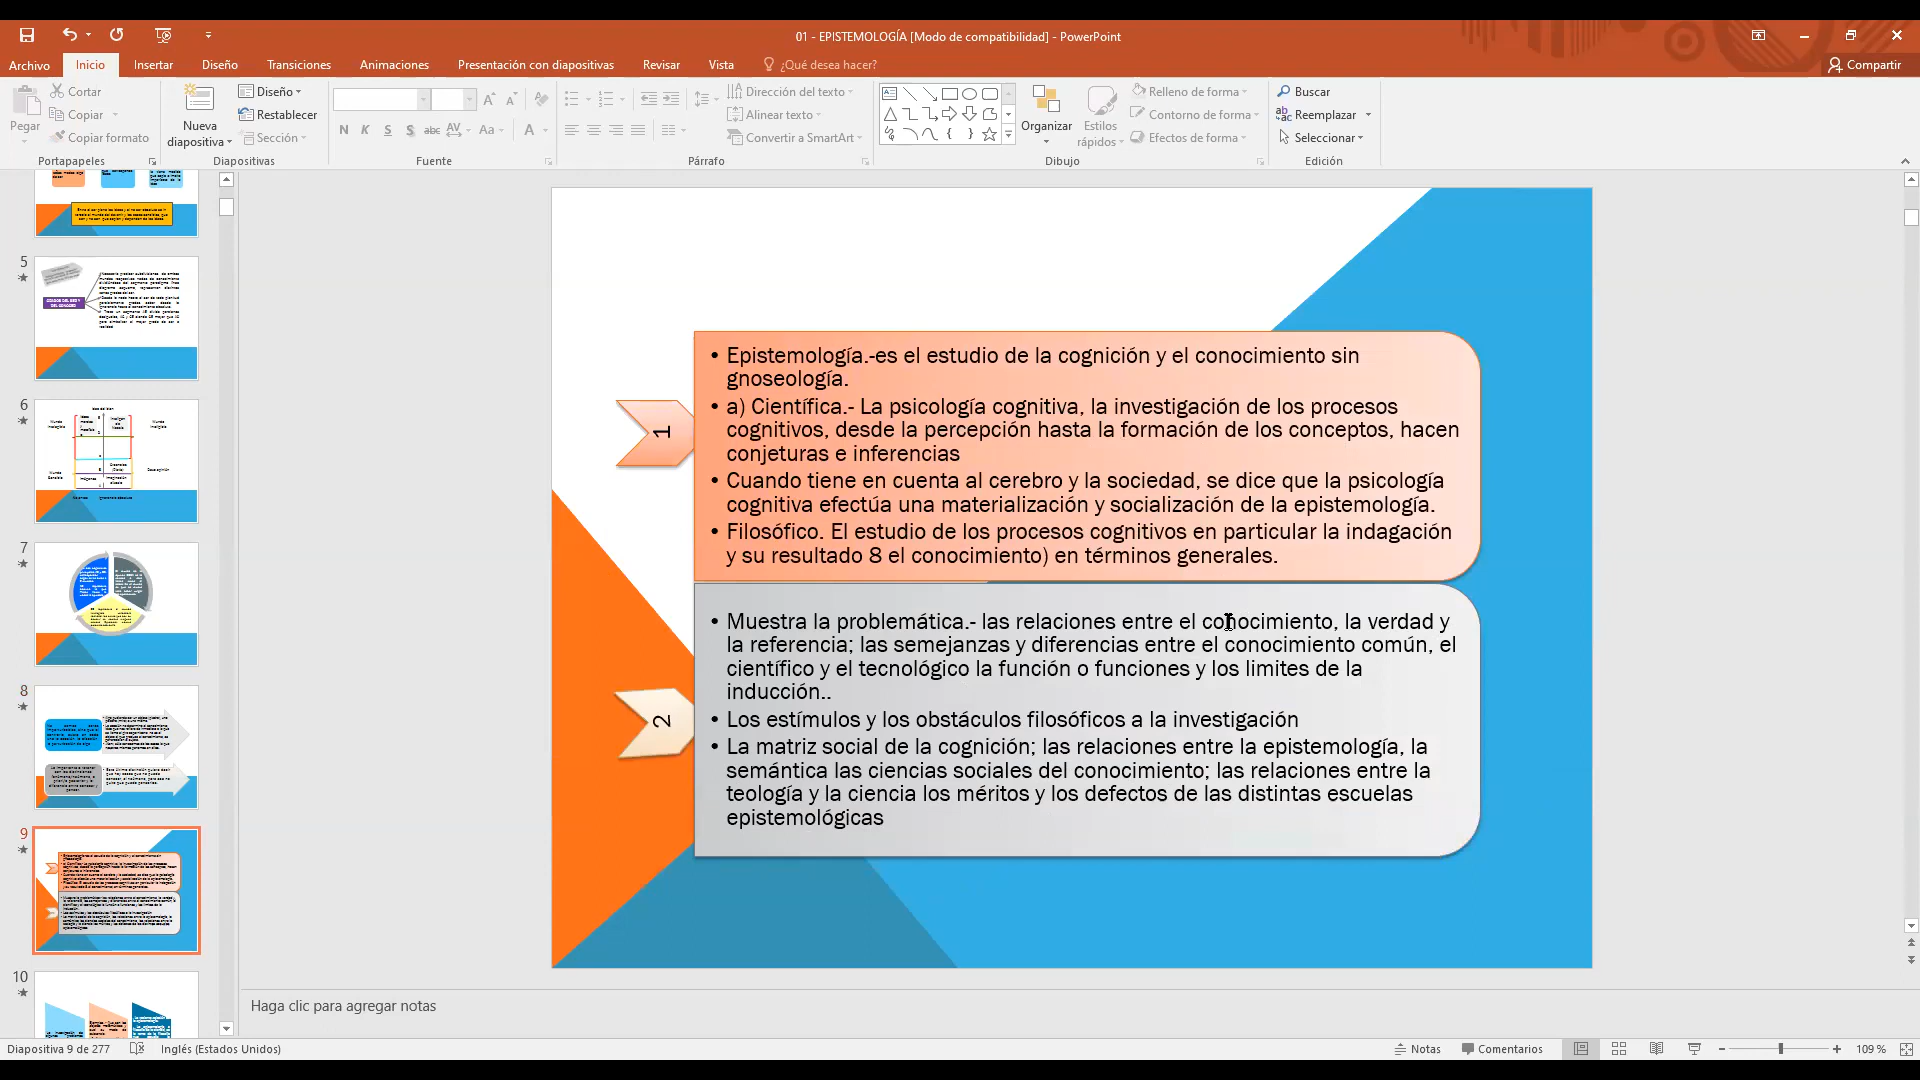 01 - EPISTEMOLOGÍA [Modo de compatibilidad] - PowerPoint
Archivo Inicio Insertar Diseño Transiciones Animaciones Presentación con diapositivas Revisar Vista ¿Qué desea hacer? Compartir
Pegar
Cortar
Copiar
Copiar formato
Portapapeles
Nueva diapositiva
Diseño
Restablecer
Sección
Diapositivas
N K S S abc AV Aa A
Fuente
Dirección del texto
Alinear texto
Convertir a SmartArt
Párrafo
Organizar
Estilos rápidos
Relleno de forma
Contorno de forma
Efectos de forma
Dibujo
Buscar
Reemplazar
Seleccionar
Edición
5
6
7
8
9
10
1
• Epistemología.-es el estudio de la cognición y el conocimiento sin
gnoseología.
• a) Científica.- La psicología cognitiva, la investigación de los procesos
cognitivos, desde la percepción hasta la formación de los conceptos, hacen
conjeturas e inferencias
• Cuando tiene en cuenta al cerebro y la sociedad, se dice que la psicología
cognitiva efectúa una materialización y socialización de la epistemología.
• Filosófico. El estudio de los procesos cognitivos en particular la indagación
y su resultado 8 el conocimiento) en términos generales.
2
• Muestra la problemática.- las relaciones entre el conocimiento, la verdad y
la referencia; las semejanzas y diferencias entre el conocimiento común, el
científico y el tecnológico la función o funciones y los limites de la
inducción..
• Los estímulos y los obstáculos filosóficos a la investigación
• La matriz social de la cognición; las relaciones entre la epistemología, la
semántica las ciencias sociales del conocimiento; las relaciones entre la
teología y la ciencia los méritos y los defectos de las distintas escuelas
epistemológicas
Haga clic para agregar notas
Diapositiva 9 de 277 Inglés (Estados Unidos) Notas Comentarios 109 %